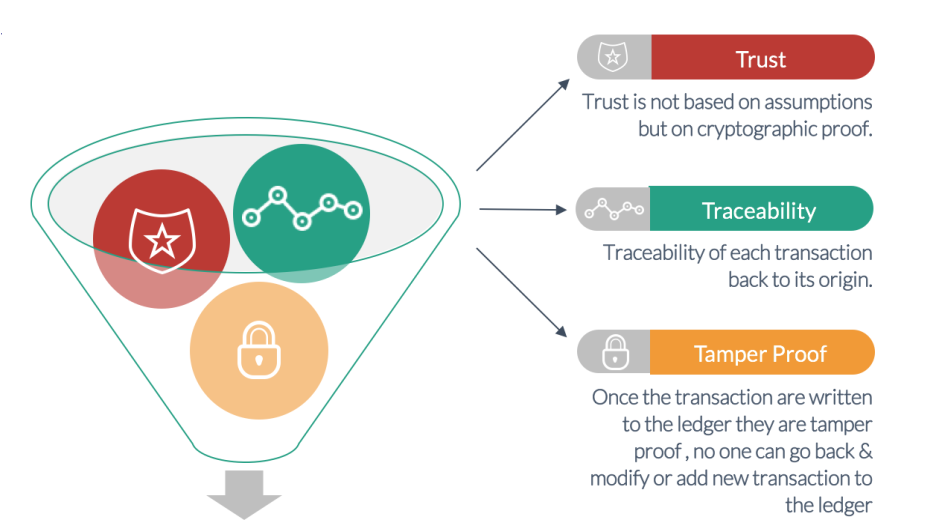 Trust
Trust is not based on assumptions
but on cryptographic proof.
Traceability
Traceability of each transaction
back to its origin.
Tamper Proof
Once the transaction are written
to the ledger they are tamper
proof , no one can go back &
modify or add new transaction to
the ledger